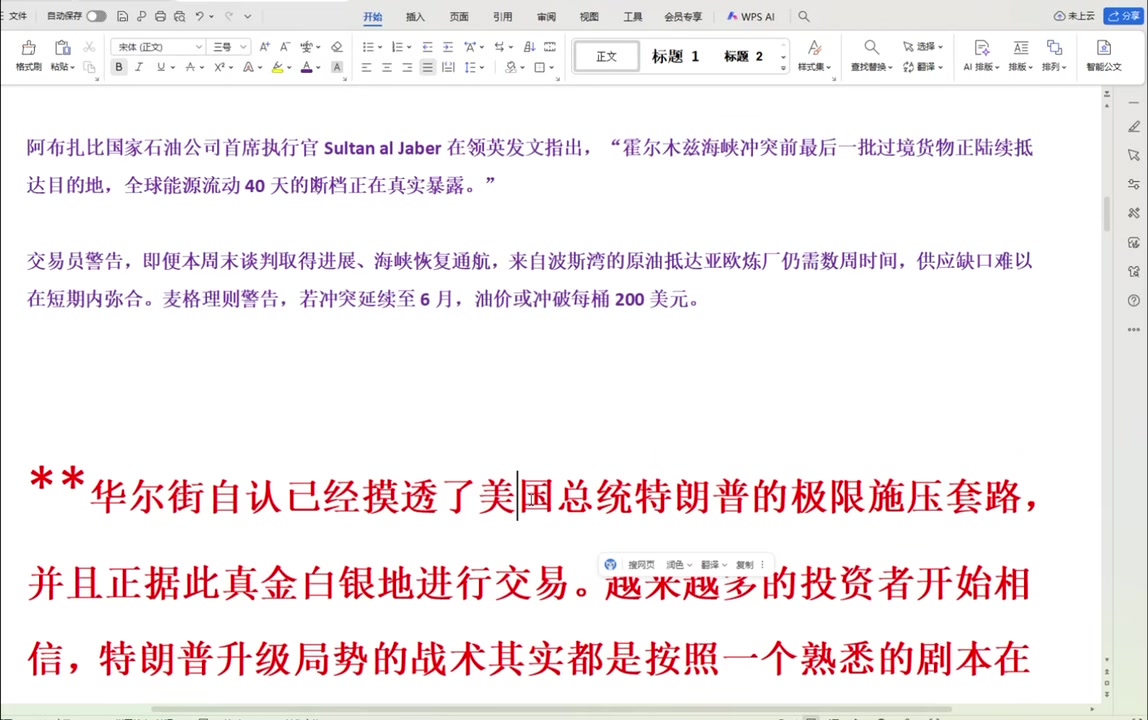 文件 自动保存 开始 插入 页面 引用 审阅 视图 工具 会员专享 WPS AI 未上云 分享
宋体 (正文) 三号
格式刷 粘贴 正文 标题 1 标题 2 样式集 查找替换 选择 翻译 AI 排版 排版 排列 智能公文
阿布扎比国家石油公司首席执行官 Sultan al Jaber 在领英发文指出，“霍尔木兹海峡冲突前最后一批过境货物正陆续抵
达目的地，全球能源流动 40 天的断档正在真实暴露。”
交易员警告，即便本周末谈判取得进展、海峡恢复通航，来自波斯湾的原油抵达亚欧炼厂仍需数周时间，供应缺口难以
在短期内弥合。麦格理则警告，若冲突延续至 6 月，油价或冲破每桶 200 美元。
**华尔街自认已经摸透了美国总统特朗普的极限施压套路，
搜网页 润色 翻译 复制
并且正据此真金白银地进行交易。越来越多的投资者开始相
信，特朗普升级局势的战术其实都是按照一个熟悉的剧本在